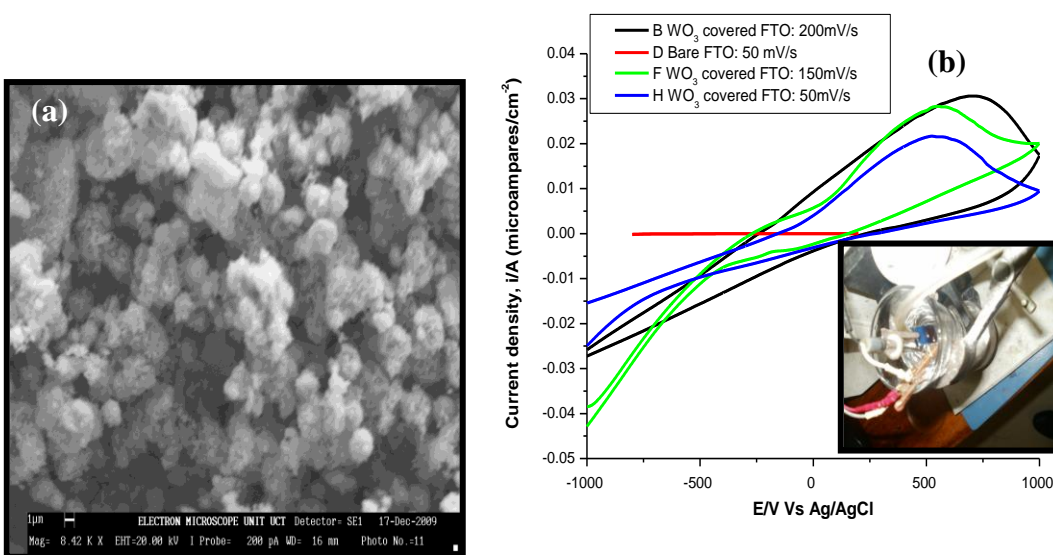 (a)
1µm
ELECTRON MICROSCOPE UNIT UCT Detector= SE1 17-Dec-2009
Mag= 8.42 K X EHT=20.00 kV I Probe= 200 pA WD= 16 mm Photo No.=11
(b)
B WO₃ covered FTO: 200mV/s
D Bare FTO: 50 mV/s
F WO₃ covered FTO: 150mV/s
H WO₃ covered FTO: 50mV/s
Current density, i/A (microampares/cm⁻²)
0.04
0.03
0.02
0.01
0.00
-0.01
-0.02
-0.03
-0.04
-0.05
-1000 -500 0 500 1000
E/V Vs Ag/AgCl